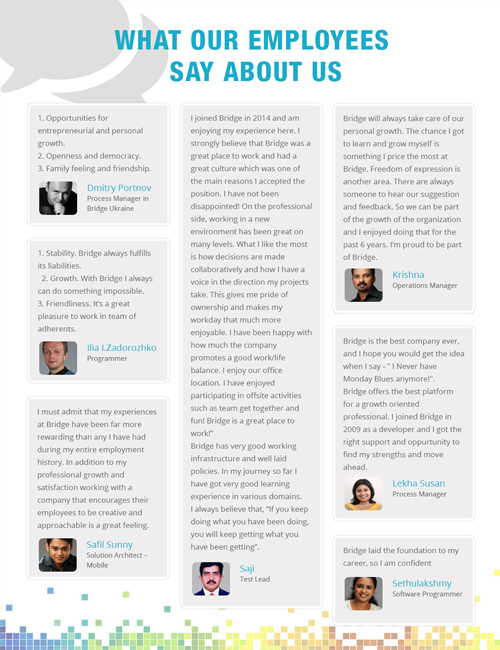 WHAT OUR EMPLOYEES
SAY ABOUT US
1. Opportunities for
entrepreneurial and personal
growth.
2. Openness and democracy.
3. Family feeling and friendship.
Dmitry Portnov
Process Manager in
Bridge Ukraine
1. Stability. Bridge always fulfills
its liabilities.
2. Growth. With Bridge I always
can do something impossible.
3. Friendliness. It's a great
pleasure to work in team of
adherents.
Ilia I.Zadorozhko
Programmer
I must admit that my experiences
at Bridge have been far more
rewarding than any I have had
during my entire employment
history. In addition to my
professional growth and
satisfaction working with a
company that encourages their
employees to be creative and
approachable is a great feeling.
Safil Sunny
Solution Architect –
Mobile
I joined Bridge in 2014 and am
enjoying my experience here. I
strongly believe that Bridge was a
great place to work and had a
great culture which was one of
the main reasons I accepted the
position. I have not been
disappointed! On the professional
side, working in a new
environment has been great on
many levels. What I like the most
is how decisions are made
collaboratively and how I have a
voice in the direction my projects
take. This gives me pride of
ownership and makes my
workday that much more
enjoyable. I have been happy with
how much the company
promotes a good work/life
balance. I enjoy our office
location. I have enjoyed
participating in offsite activities
such as team get together and
fun! Bridge is a great place to
work!"
Bridge has very good working
infrastructure and well laid
policies. In my journey so far I
have got very good learning
experience in various domains.
I always believe that, "If you keep
doing what you have been doing,
you will keep getting what you
have been getting".
Saji
Test Lead
Bridge will always take care of our
personal growth. The chance I got
to learn and grow myself is
something I price the most at
Bridge. Freedom of expression is
another area. There are always
someone to hear our suggestion
and feedback. So we can be part
of the growth of the organization
and I enjoyed doing that for the
past 6 years. I'm proud to be part
of Bridge.
Krishna
Operations Manager
Bridge is the best company ever,
and I hope you would get the idea
when I say - " I Never have
Monday Blues anymore!".
Bridge offers the best platform
for a growth oriented
professional. I joined Bridge in
2009 as a developer and I got the
right support and oppurtunity to
find my strengths and move
ahead.
Lekha Susan
Process Manager
Bridge laid the foundation to my
career, so I am confident
Sethulakshmy
Software Programmer